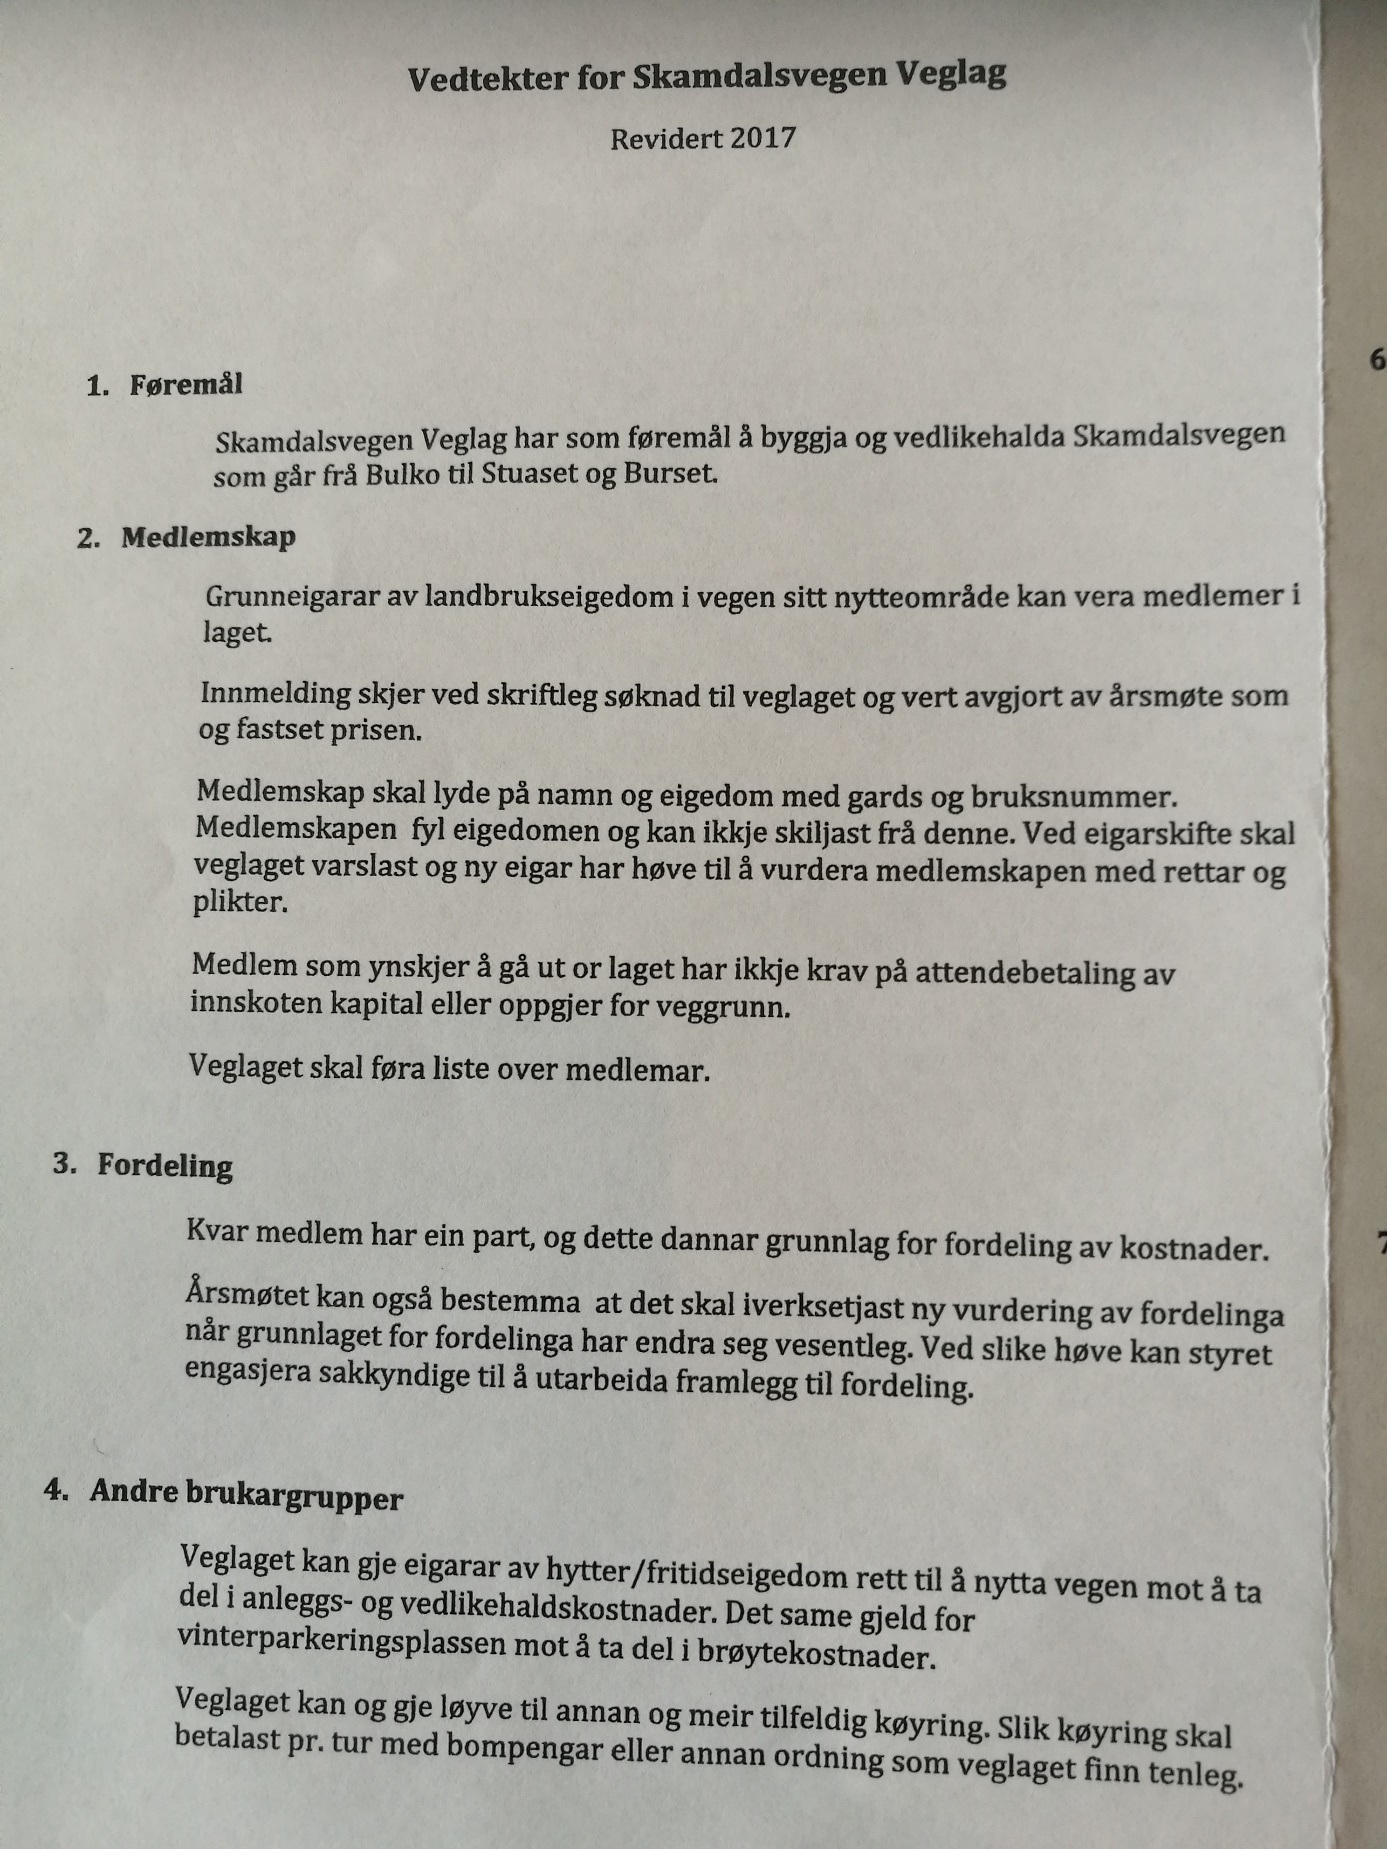 Vedtekter for Skamdalsvegen Veglag
Revidert 2017
1. Føremål
Skamdalsvegen Veglag har som føremål å byggja og vedlikehalda Skamdalsvegen
som går frå Bulko til Stuaset og Burset.
2. Medlemskap
Grunneigarar av landbrukseigedom i vegen sitt nytteområde kan vera medlemer i
laget.
Innmelding skjer ved skriftleg søknad til veglaget og vert avgjort av årsmøte som
og fastset prisen.
Medlemskap skal lyde på namn og eigedom med gards og bruksnummer.
Medlemskapen  fyl eigedomen og kan ikkje skiljast frå denne. Ved eigarskifte skal
veglaget varslast og ny eigar har høve til å vurdera medlemskapen med rettar og
plikter.
Medlem som ynskjer å gå ut or laget har ikkje krav på attendebetaling av
innskoten kapital eller oppgjer for veggrunn.
Veglaget skal føra liste over medlemar.
3. Fordeling
Kvar medlem har ein part, og dette dannar grunnlag for fordeling av kostnader.
Årsmøtet kan også bestemma  at det skal iverksetjast ny vurdering av fordelinga
når grunnlaget for fordelinga har endra seg vesentleg. Ved slike høve kan styret
engasjera sakkyndige til å utarbeida framlegg til fordeling.
4. Andre brukargrupper
Veglaget kan gje eigarar av hytter/fritidseigedom rett til å nytta vegen mot å ta
del i anleggs- og vedlikehaldskostnader. Det same gjeld for
vinterparkeringsplassen mot å ta del i brøytekostnader.
Veglaget kan og gje løyve til annan og meir tilfeldig køyring. Slik køyring skal
betalast pr. tur med bompengar eller annan ordning som veglaget finn tenleg.
6
7